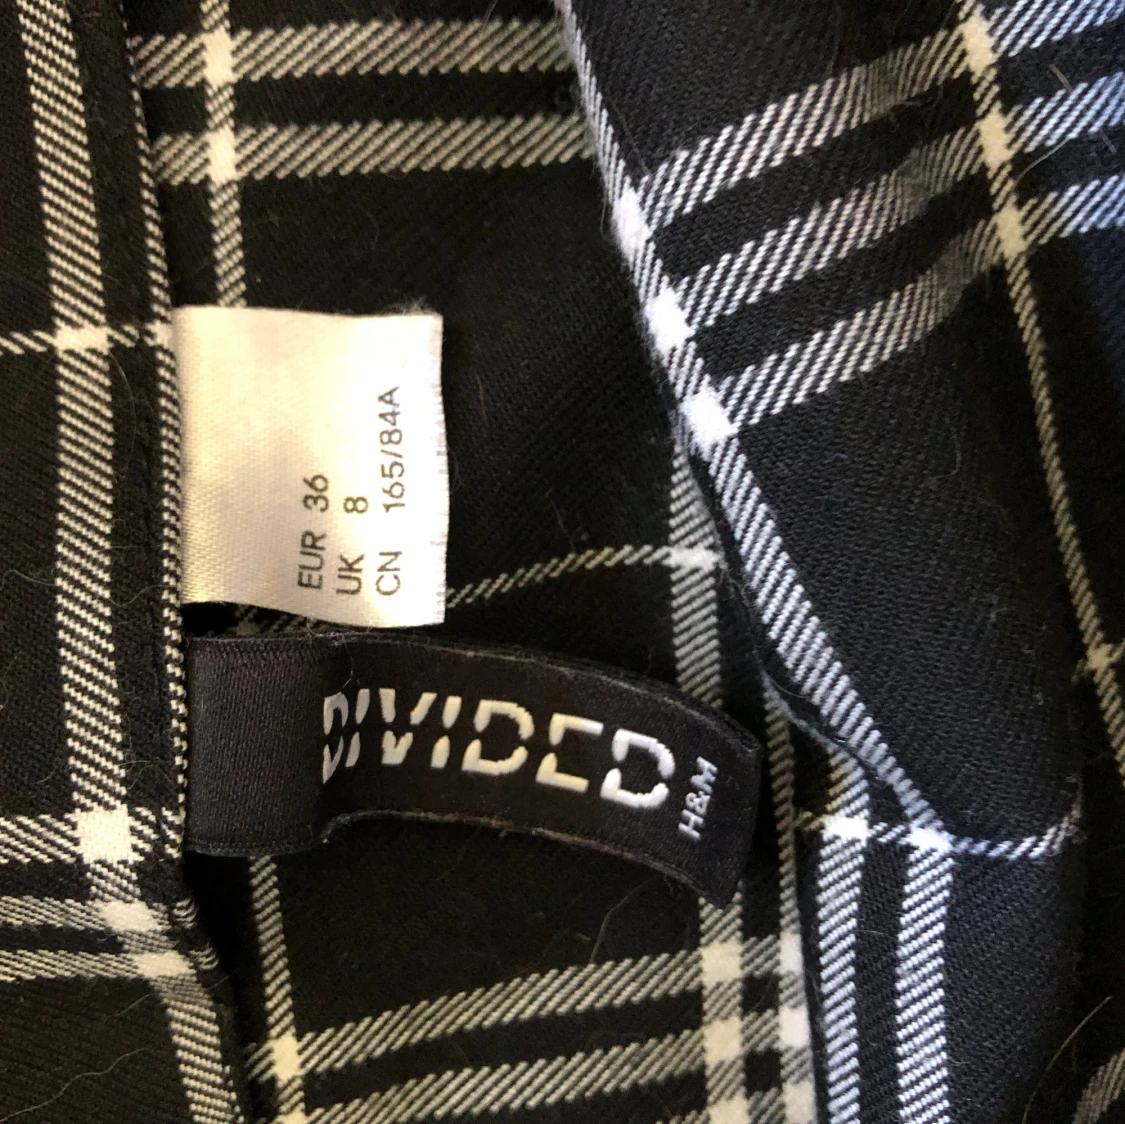 EUR 36
UK 8
CN 165/84A
DIVIDED
H&M